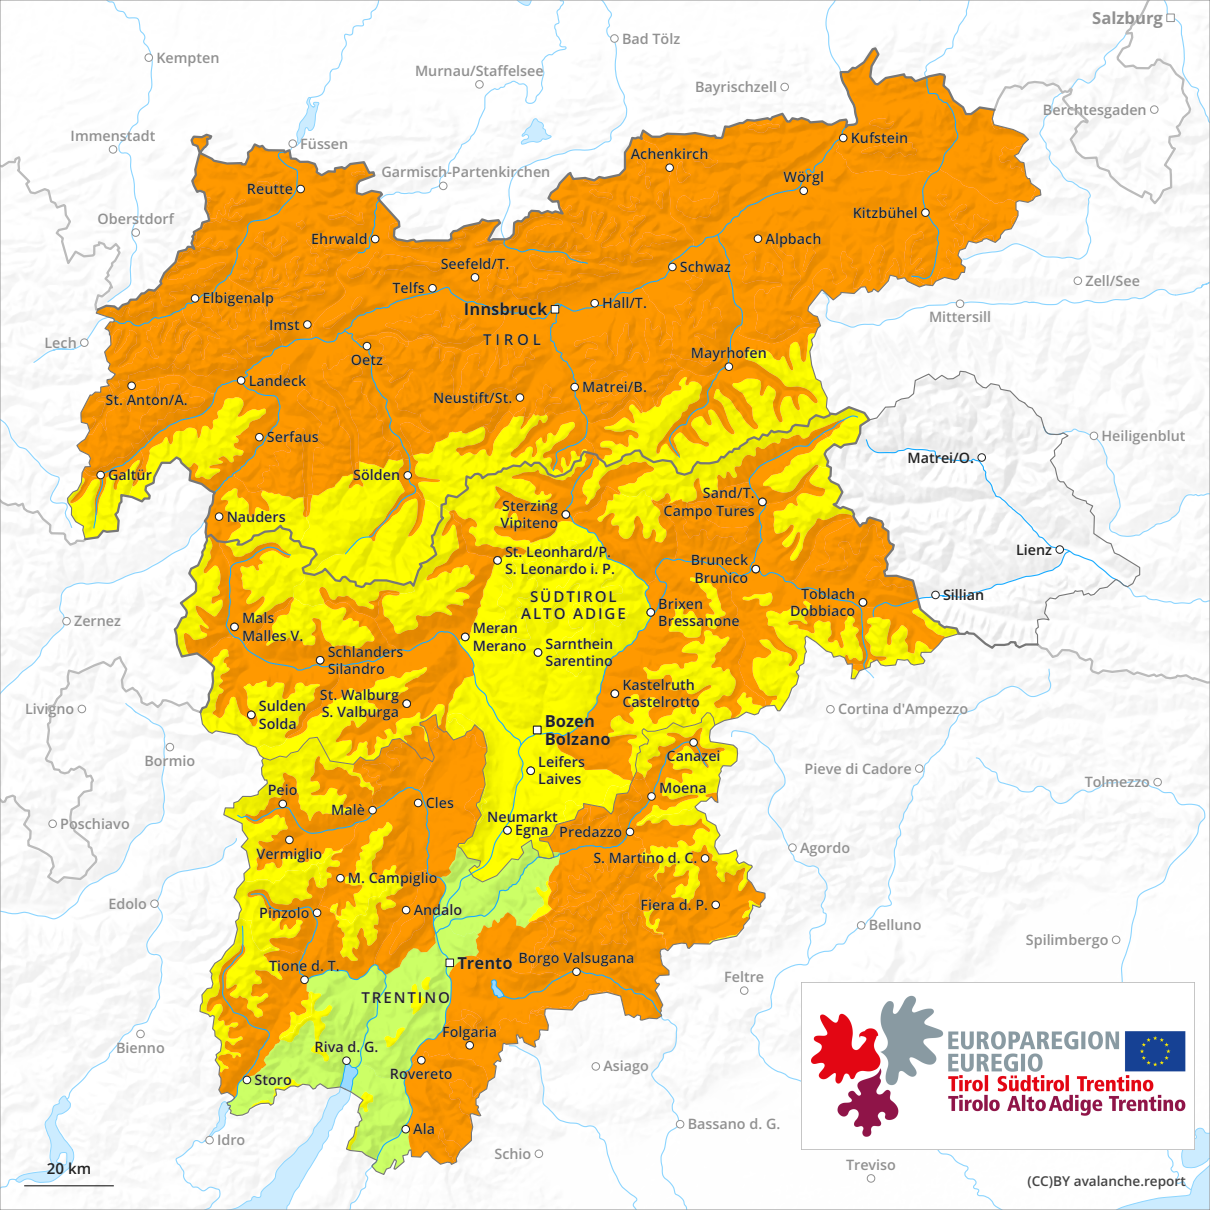 Salzburg
Bad Tölz
Kempten
Murnau/Staffelsee
Bayrischzell
Berchtesgaden
Immenstadt
Füssen
Kufstein
Achenkirch
Garmisch-Partenkirchen
Wörgl
Reutte
Oberstdorf
Kitzbühel
Ehrwald
Alpbach
Seefeld/T.
Schwaz
Zell/See
Telfs
Elbigenalp
Hall/T.
Innsbruck
Mittersill
Imst
Lech
TIROL
Oetz
Mayrhofen
Landeck
Matrei/B.
St. Anton/A.
Neustift/St.
Serfaus
Heiligenblut
Matrei/O.
Galtür
Sölden
Sand/T.
Campo Tures
Sterzing
Vipiteno
Nauders
St. Leonhard/P.
S. Leonardo i. P.
Lienz
Bruneck
Brunico
SÜDTIROL
ALTO ADIGE
Toblach
Dobbiaco
Sillian
Brixen
Bressanone
Zernez
Mals
Malles V.
Meran
Merano
Sarnthein
Sarentino
Schlanders
Silandro
Kastelruth
Castelrotto
St. Walburg
S. Valburga
Livigno
Sulden
Solda
Cortina d'Ampezzo
Bozen
Bolzano
Bormio
Canazei
Leifers
Laives
Pieve di Cadore
Tolmezzo
Peio
Moena
Malè
Cles
Neumarkt
Egna
Poschiavo
Predazzo
Vermiglio
S. Martino d. C.
Agordo
M. Campiglio
Edolo
Pinzolo
Andalo
Fiera d. P.
Belluno
Spilimbergo
Trento
Borgo Valsugana
Tione d. T.
Feltre
TRENTINO
Bienno
Folgaria
Riva d. G.
Rovereto
Asiago
Storo
EUROPAREGION
EUREGIO
Tirol Südtirol Trentino
Tirolo Alto Adige Trentino
Ala
Bassano d. G.
Idro
Schio
Treviso
20 km
(CC)BY avalanche.report